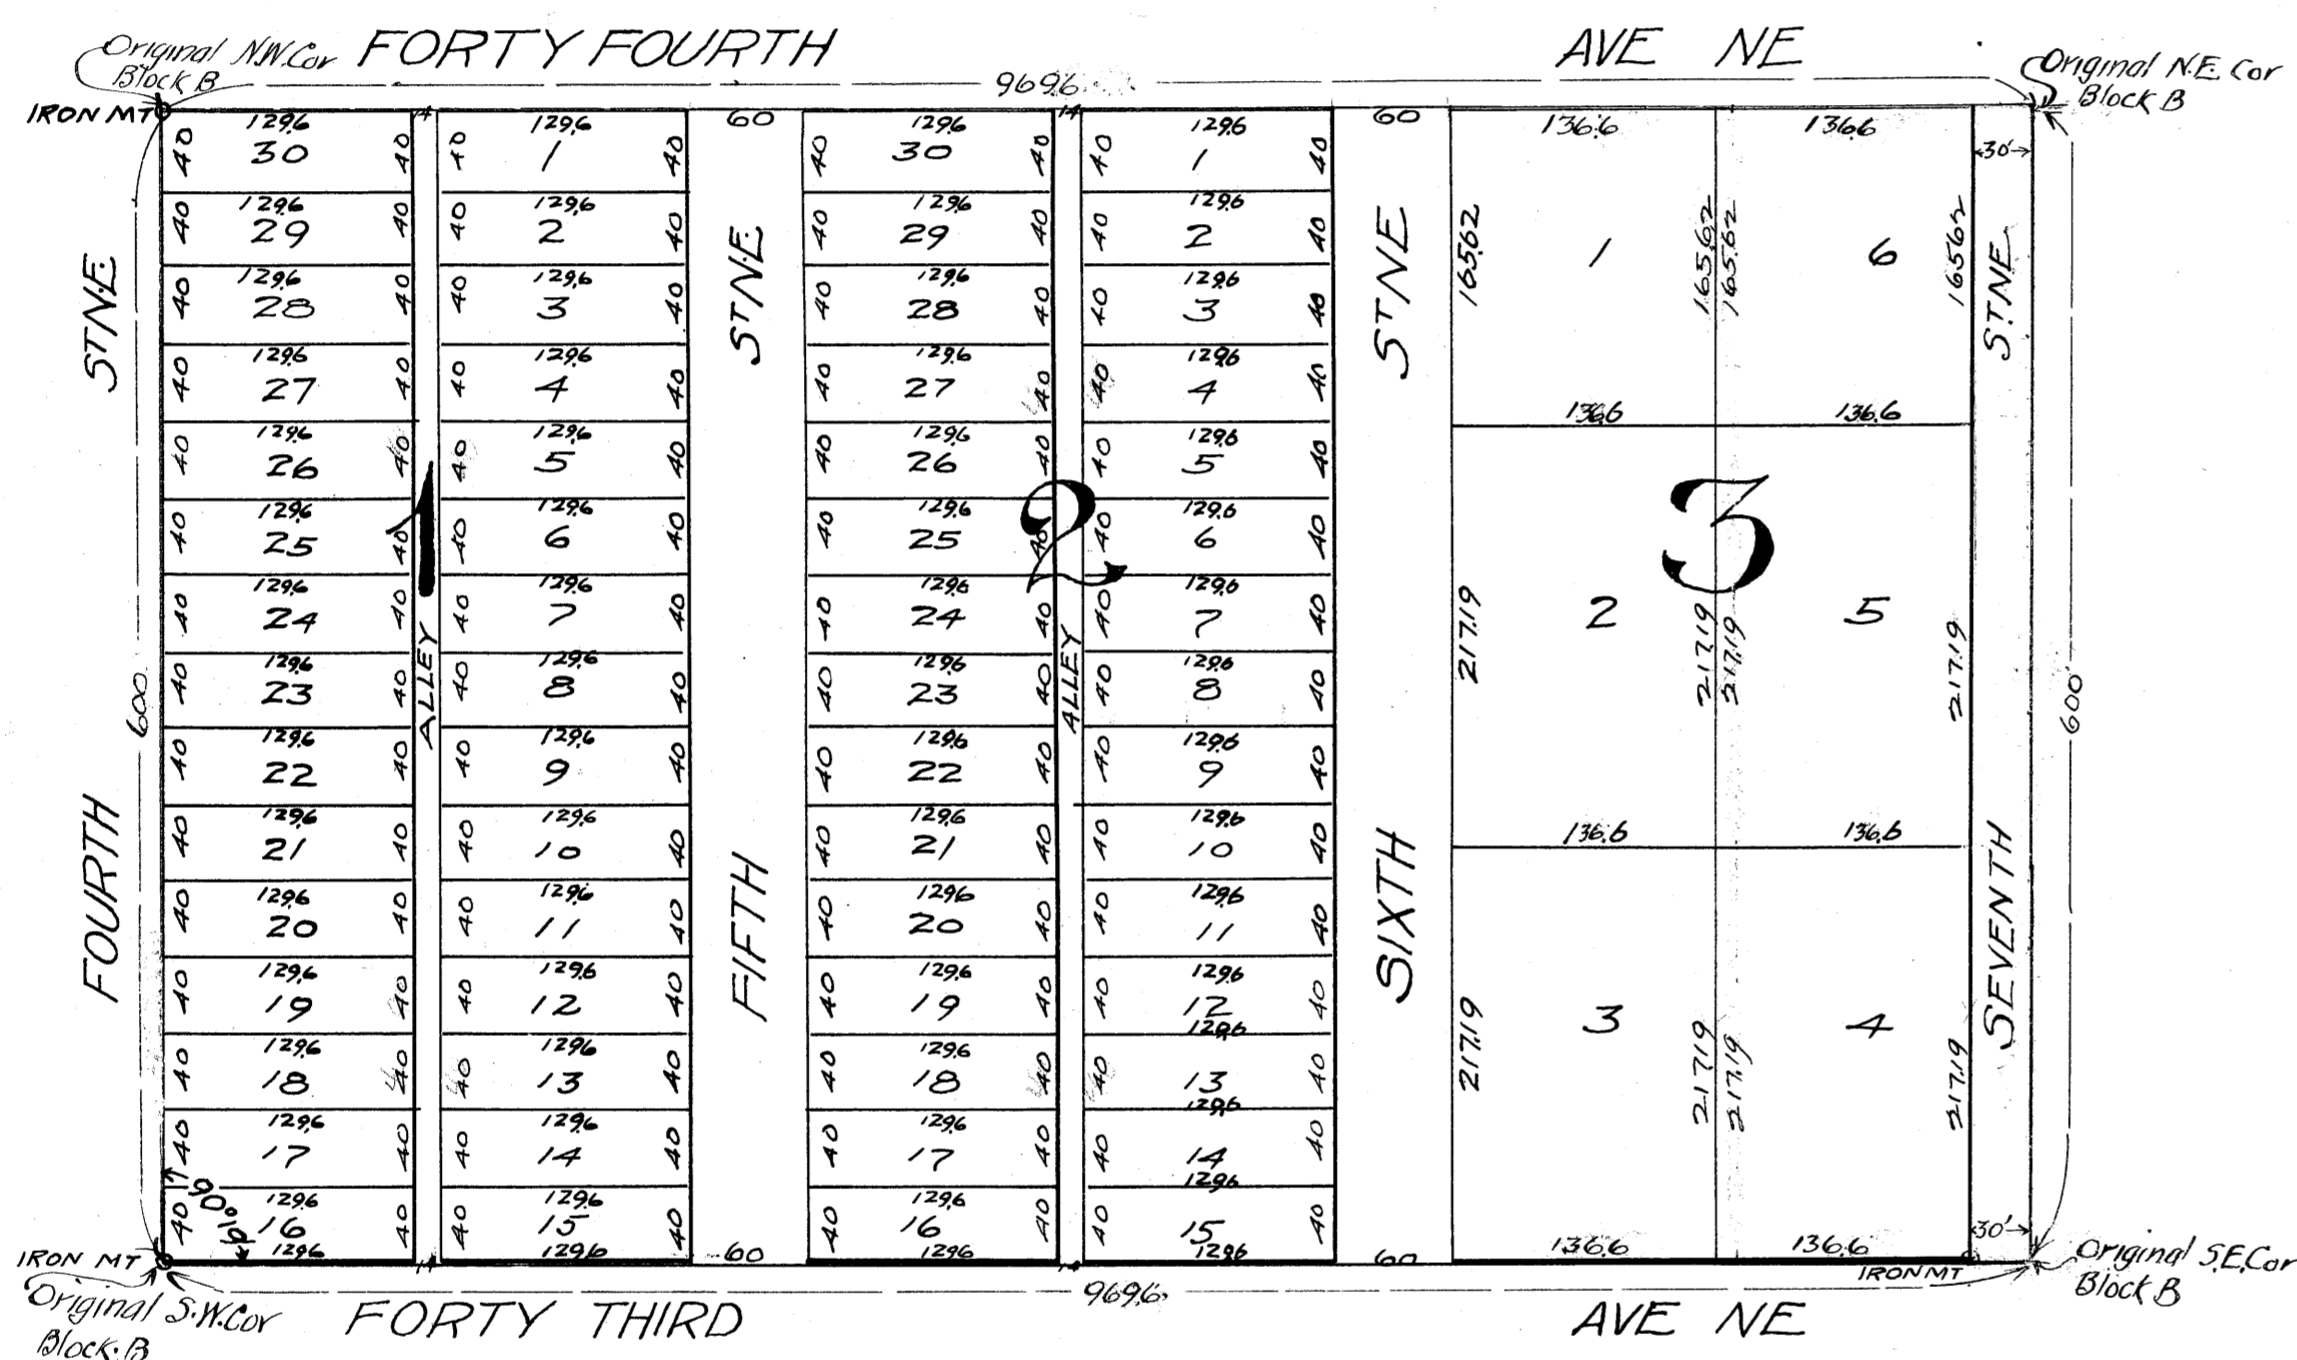 Original N.W. Cor
Block B
FORTY FOURTH AVE NE
Original N.E. Cor
Block B
969.6
IRON MT
14 60 14 60
129.6 129.6 129.6 129.6 136.6 136.6
40 30 40 40 1 40 40 30 40 40 1 40
30'
129.6 129.6 129.6 129.6
40 29 40 40 2 40 40 29 40 40 2 40
165.62 1 165.62 165.62 6 165.62
129.6 129.6 129.6 129.6
40 28 40 40 3 40 40 28 40 40 3 40
129.6 129.6 129.6 129.6
40 27 40 40 4 40 40 27 40 40 4 40
136.6 136.6
129.6 129.6 129.6 129.6
40 26 40 40 5 40 40 26 40 40 5 40
1 2 3
129.6 129.6 129.6 129.6
40 25 40 40 6 40 40 25 40 40 6 40
129.6 129.6 129.6 129.6
40 24 40 40 7 40 40 24 40 40 7 40
217.19 2 217.19 217.19 5 217.19
ALLEY ALLEY
129.6 129.6 129.6 129.6
40 23 40 40 8 40 40 23 40 40 8 40
600 600'
129.6 129.6 129.6 129.6
40 22 40 40 9 40 40 22 40 40 9 40
129.6 129.6 129.6 129.6
40 21 40 40 10 40 40 21 40 40 10 40
136.6 136.6
129.6 129.6 129.6 129.6
40 20 40 40 11 40 40 20 40 40 11 40
FOURTH ST NE
FIFTH ST NE
SIXTH ST NE
SEVENTH ST. NE
129.6 129.6 129.6 129.6
40 19 40 40 12 40 40 19 40 40 12 40
217.19 3 217.19 217.19 4 217.19
129.6 129.6 129.6 129.6
40 18 40 40 13 40 40 18 40 40 13 40
129.6 129.6 129.6 129.6
40 17 40 40 14 40 40 17 40 40 14 40
129.6 129.6 129.6 129.6
40 16 40 40 15 40 40 16 40 40 15 40
90°
30'
129.6 129.6 129.6 129.6 136.6 136.6
14 60 14 60
IRON MT
IRON MT
969.6
Original S.W. Cor
Block B
FORTY THIRD AVE NE
Original S.E. Cor
Block B